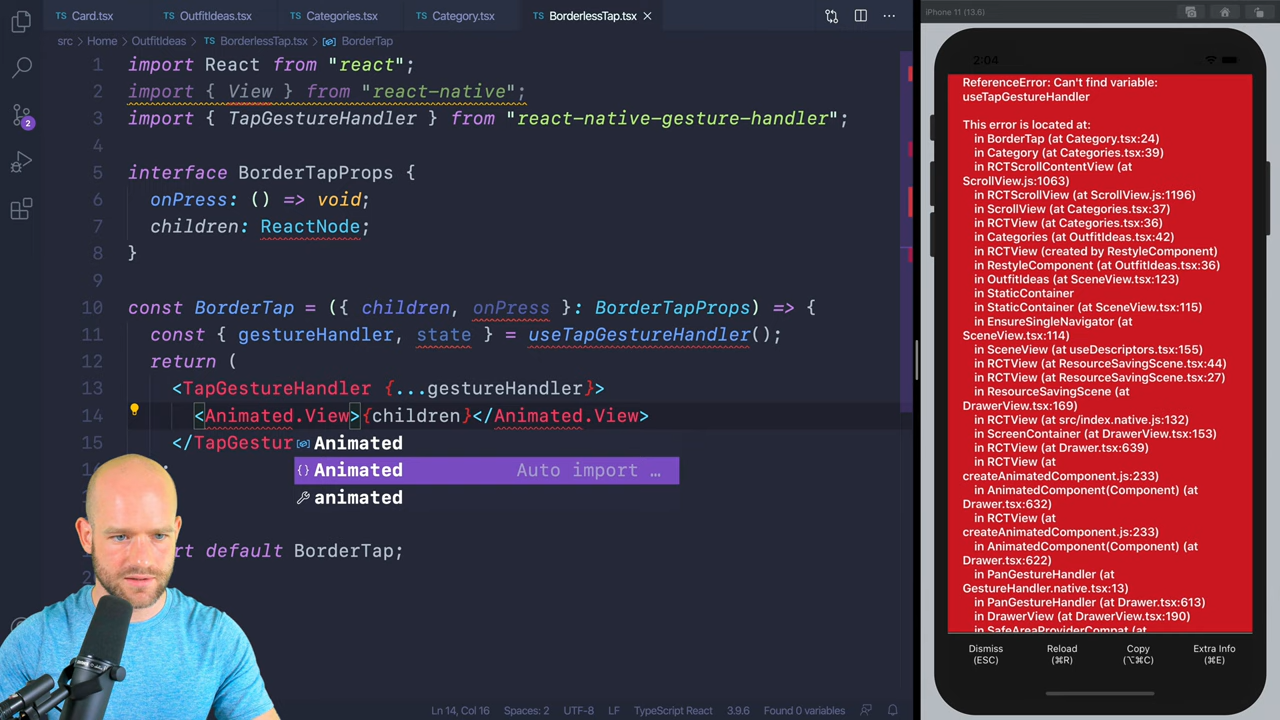 Card.tsx
OutfitIdeas.tsx
Categories.tsx
Category.tsx
BorderlessTap.tsx
src > Home > OutfitIdeas > BorderlessTap.tsx > BorderTap
1 import React from "react";
2 import { View } from "react-native";
3 import { TapGestureHandler } from "react-native-gesture-handler";
4
5 interface BorderTapProps {
6 onPress: () => void;
7 children: ReactNode;
8 }
9
10 const BorderTap = ({ children, onPress }: BorderTapProps) => {
11 const { gestureHandler, state } = useTapGestureHandler();
12 return (
13 <TapGestureHandler {...gestureHandler}>
14 <Animated.View>{children}</Animated.View>
15 </TapGestur
Animated
Animated Auto import ...
animated
rt default BorderTap;
2
Ln 14, Col 16 Spaces: 2 UTF-8 LF TypeScript React 3.9.6 Found 0 variables
iPhone 11 (13.6)
2:04
ReferenceError: Can't find variable:
useTapGestureHandler
This error is located at:
in BorderTap (at Category.tsx:24)
in Category (at Categories.tsx:39)
in RCTScrollContentView (at
ScrollView.js:1063)
in RCTScrollView (at ScrollView.js:1196)
in ScrollView (at Categories.tsx:37)
in RCTView (at Categories.tsx:36)
in Categories (at OutfitIdeas.tsx:42)
in RCTView (created by RestyleComponent)
in RestyleComponent (at OutfitIdeas.tsx:36)
in OutfitIdeas (at SceneView.tsx:123)
in StaticContainer
in StaticContainer (at SceneView.tsx:115)
in EnsureSingleNavigator (at
SceneView.tsx:114)
in SceneView (at useDescriptors.tsx:155)
in RCTView (at ResourceSavingScene.tsx:44)
in RCTView (at ResourceSavingScene.tsx:27)
in ResourceSavingScene (at
DrawerView.tsx:169)
in RCTView (at src/index.native.js:132)
in ScreenContainer (at DrawerView.tsx:153)
in RCTView (at Drawer.tsx:639)
in RCTView (at
createAnimatedComponent.js:233)
in AnimatedComponent(Component) (at
Drawer.tsx:632)
in RCTView (at
createAnimatedComponent.js:233)
in AnimatedComponent(Component) (at
Drawer.tsx:622)
in PanGestureHandler (at
GestureHandler.native.tsx:13)
in PanGestureHandler (at Drawer.tsx:613)
in DrawerView (at DrawerView.tsx:190)
in SafeAreaProviderCompat (at
Dismiss
(ESC)
Reload
(⌘R)
Copy
(⌥⌘C)
Extra Info
(⌘E)